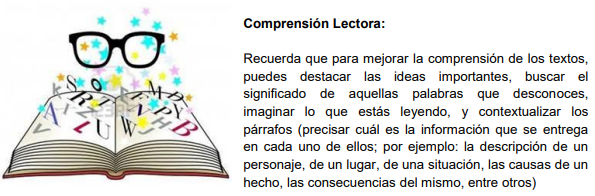 Comprensión Lectora:
Recuerda que para mejorar la comprensión de los textos,
puedes destacar las ideas importantes, buscar el
significado de aquellas palabras que desconoces,
imaginar lo que estás leyendo, y contextualizar los
párrafos (precisar cuál es la información que se entrega
en cada uno de ellos; por ejemplo: la descripción de un
personaje, de un lugar, de una situación, las causas de un
hecho, las consecuencias del mismo, entre otros)